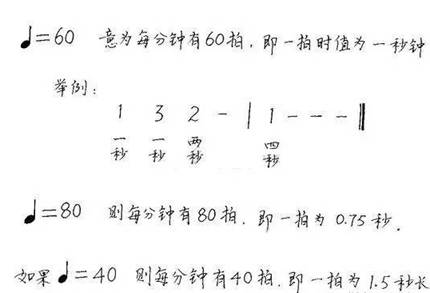 ♩=60 意为每分钟有60拍，即一拍时值为一秒钟
举例：
1 3 2 - | 1 - - - ‖
一秒 一秒 两秒 四秒
♩=80 则每分钟有80拍，即一拍为 0.75 秒．
如果♩=40 则每分钟有40拍，即一拍为 1.5 秒长